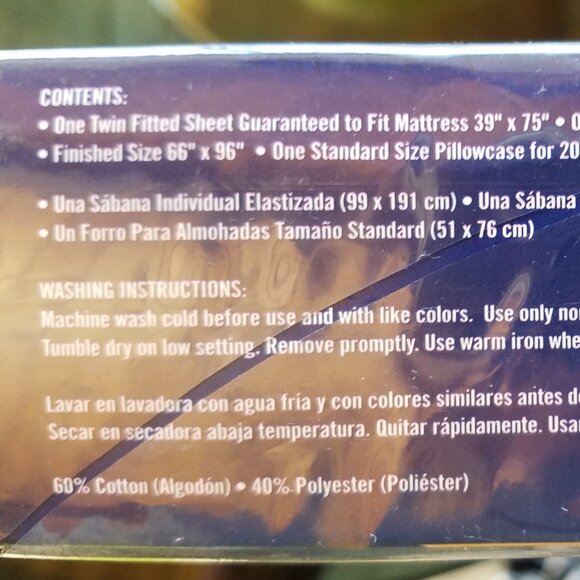 CONTENTS:
• One Twin Fitted Sheet Guaranteed to Fit Mattress 39" x 75" •
• Finished Size 66" x 96" • One Standard Size Pillowcase for 20
• Una Sábana Individual Elastizada (99 x 191 cm) • Una Sábana
• Un Forro Para Almohadas Tamaño Standard (51 x 76 cm)
WASHING INSTRUCTIONS:
Machine wash cold before use and with like colors. Use only
Tumble dry on low setting. Remove promptly. Use warm iron
Lavar en lavadora con agua fría y con colores similares antes
Secar en secadora abaja temperatura. Quitar rápidamente.
60% Cotton (Algodón) • 40% Polyester (Poliéster)